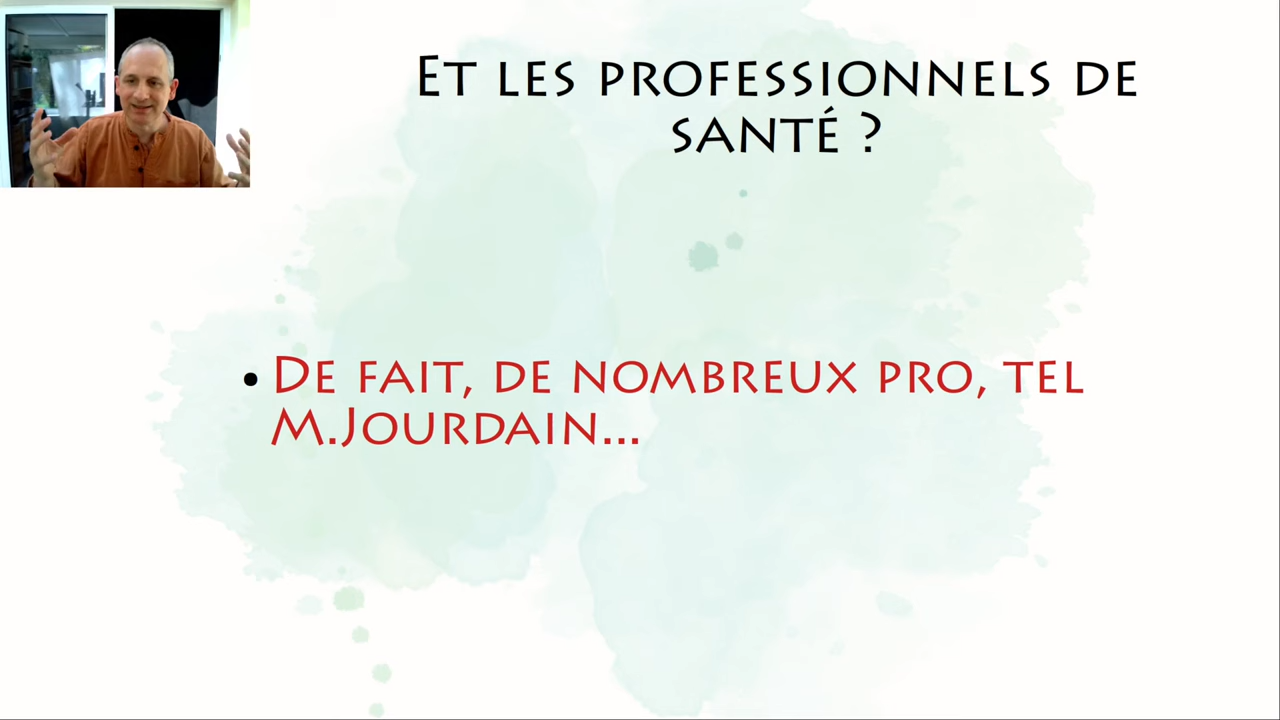 Et les professionnels de
santé ?
• De fait, de nombreux pro, tel
M.Jourdain...